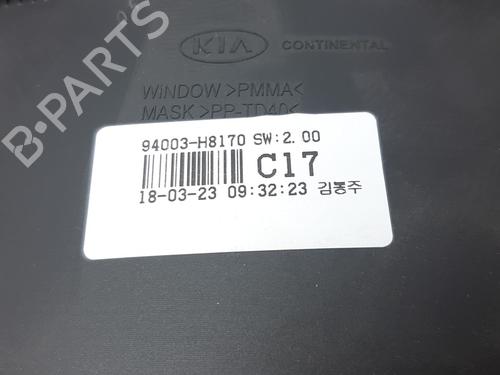 KIA CONTINENTAL
WINDOW >PMMA<
MASK >PP-TD40<
94003-H8170 SW:2.00
C17
18-03-23 09:32:23 김동주
B-PARTS